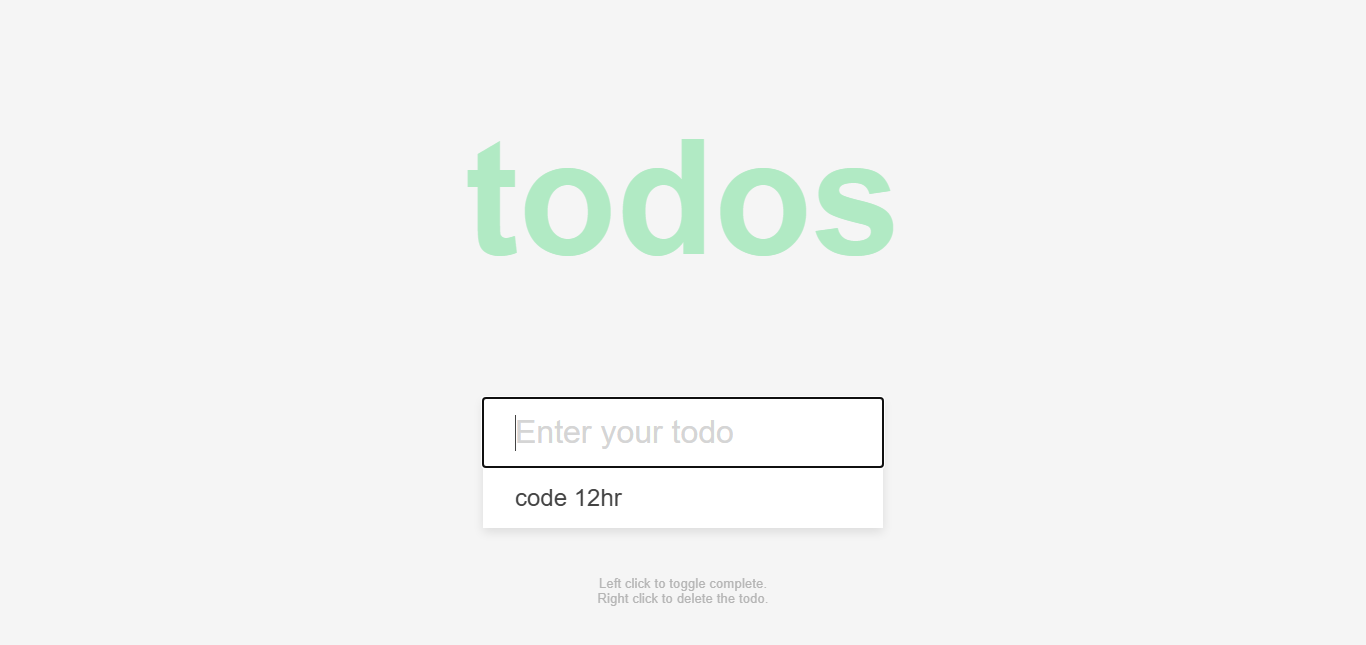 todos
Enter your todo
code 12hr
Left click to toggle complete.
Right click to delete the todo.